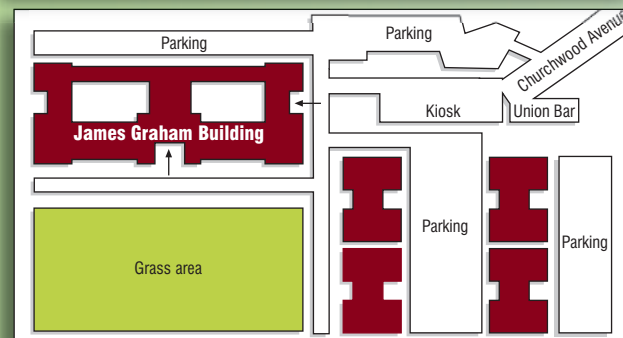 Parking
Parking
Churchwood Avenue
James Graham Building
Kiosk
Union Bar
Parking
Parking
Grass area